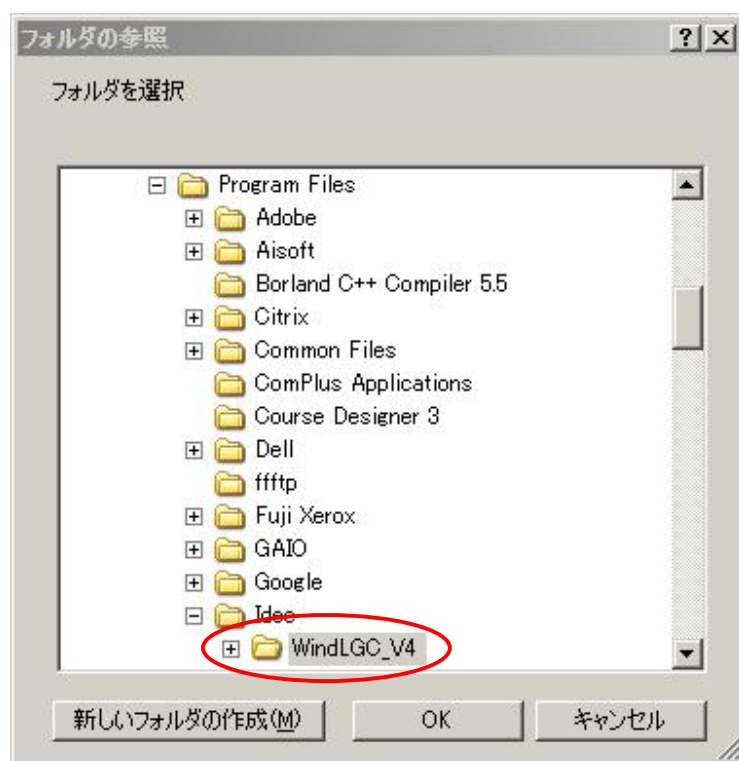 フォルダの参照
フォルダを選択
Program Files
Adobe
Aisoft
Borland C++ Compiler 5.5
Citrix
Common Files
ComPlus Applications
Course Designer 3
Dell
ffftp
Fuji Xerox
GAIO
Google
Idec
WindLGC_V4
新しいフォルダの作成(M) OK キャンセル